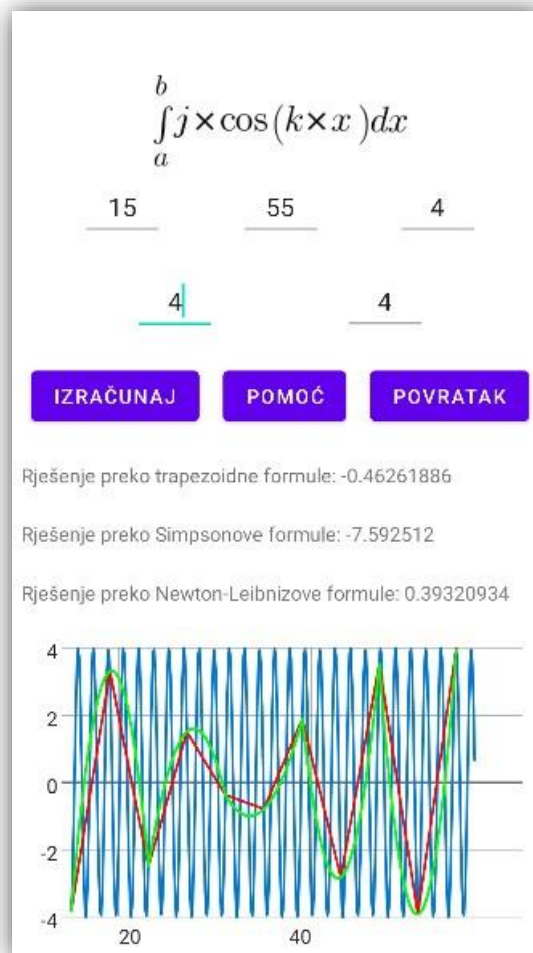 b
∫ j × cos(k × x)dx
a
15 55 4
4 4
IZRAČUNAJ POMOĆ POVRATAK
Rješenje preko trapezoidne formule: -0.46261886
Rješenje preko Simpsonove formule: -7.592512
Rješenje preko Newton-Leibnizove formule: 0.39320934
4
2
0
-2
-4
20 40